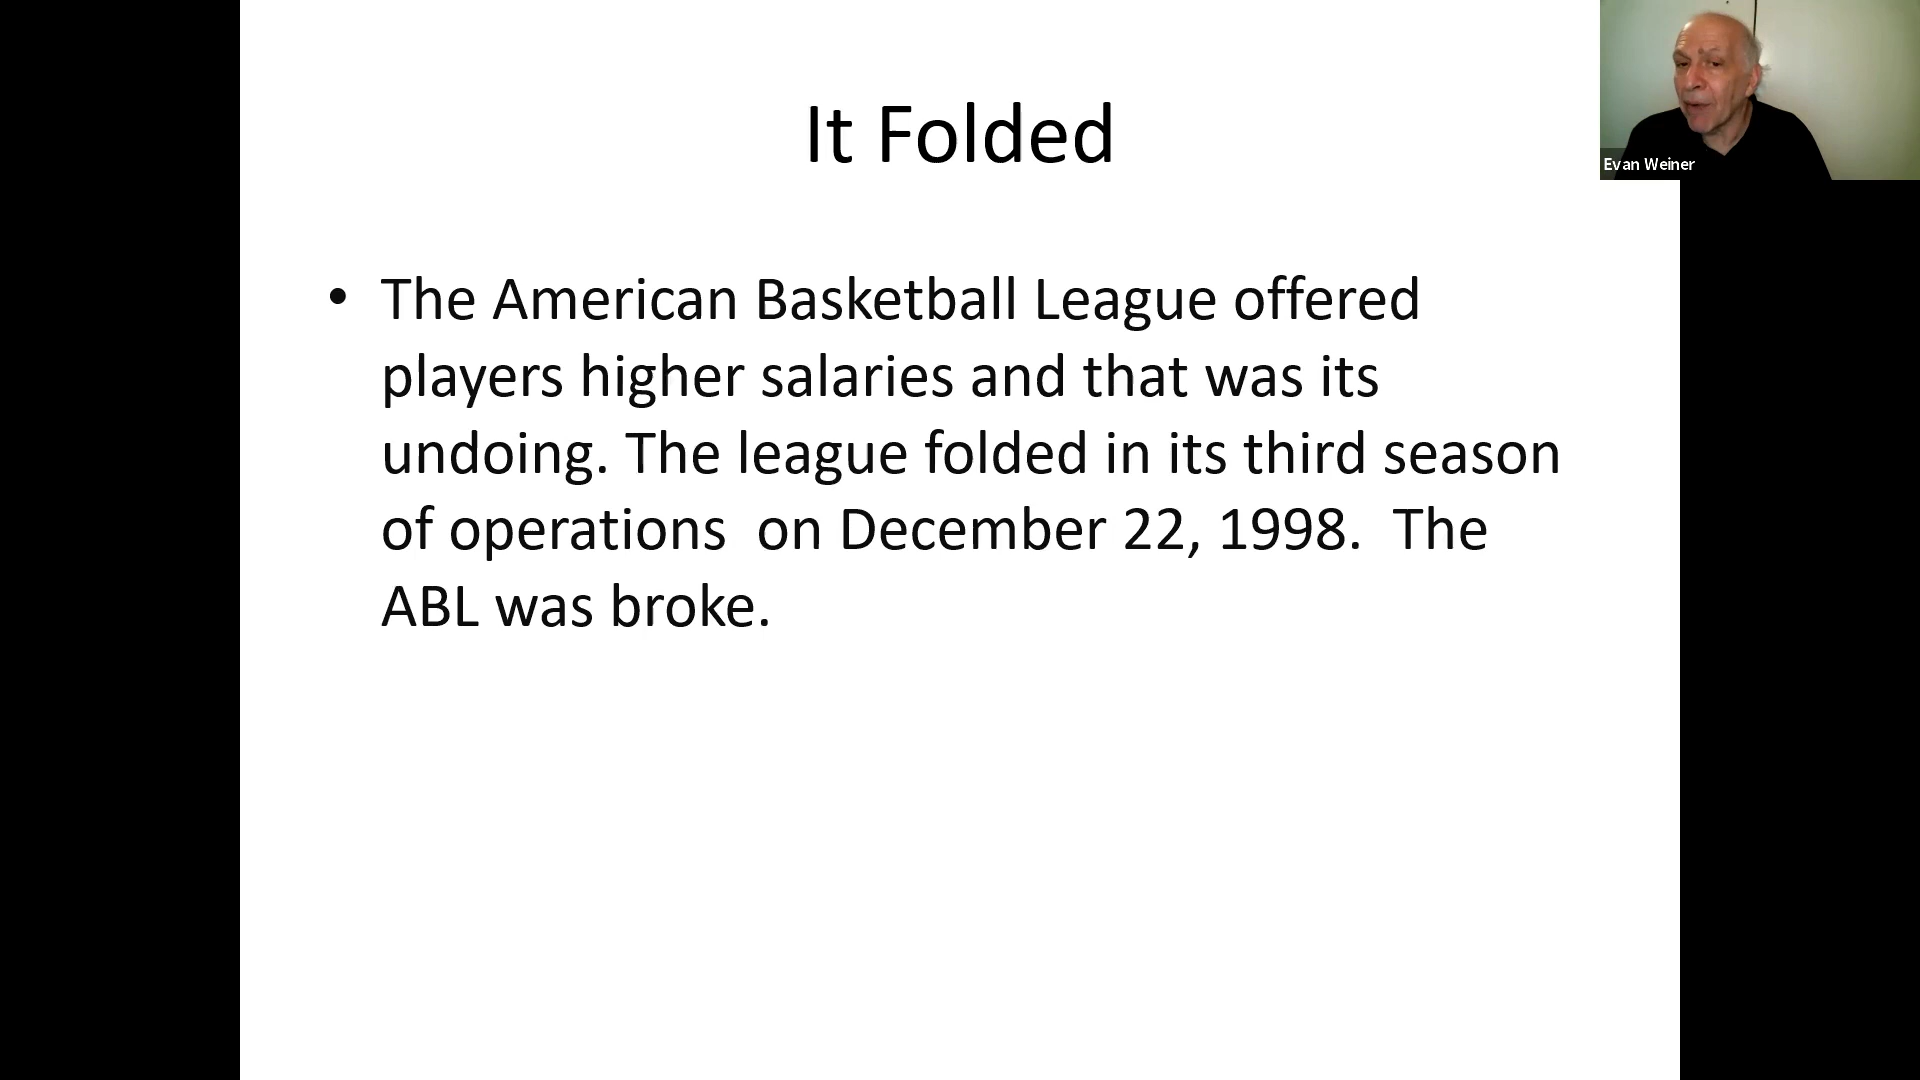 It Folded
• The American Basketball League offered
players higher salaries and that was its
undoing. The league folded in its third season
of operations  on December 22, 1998.  The
ABL was broke.
Evan Weiner